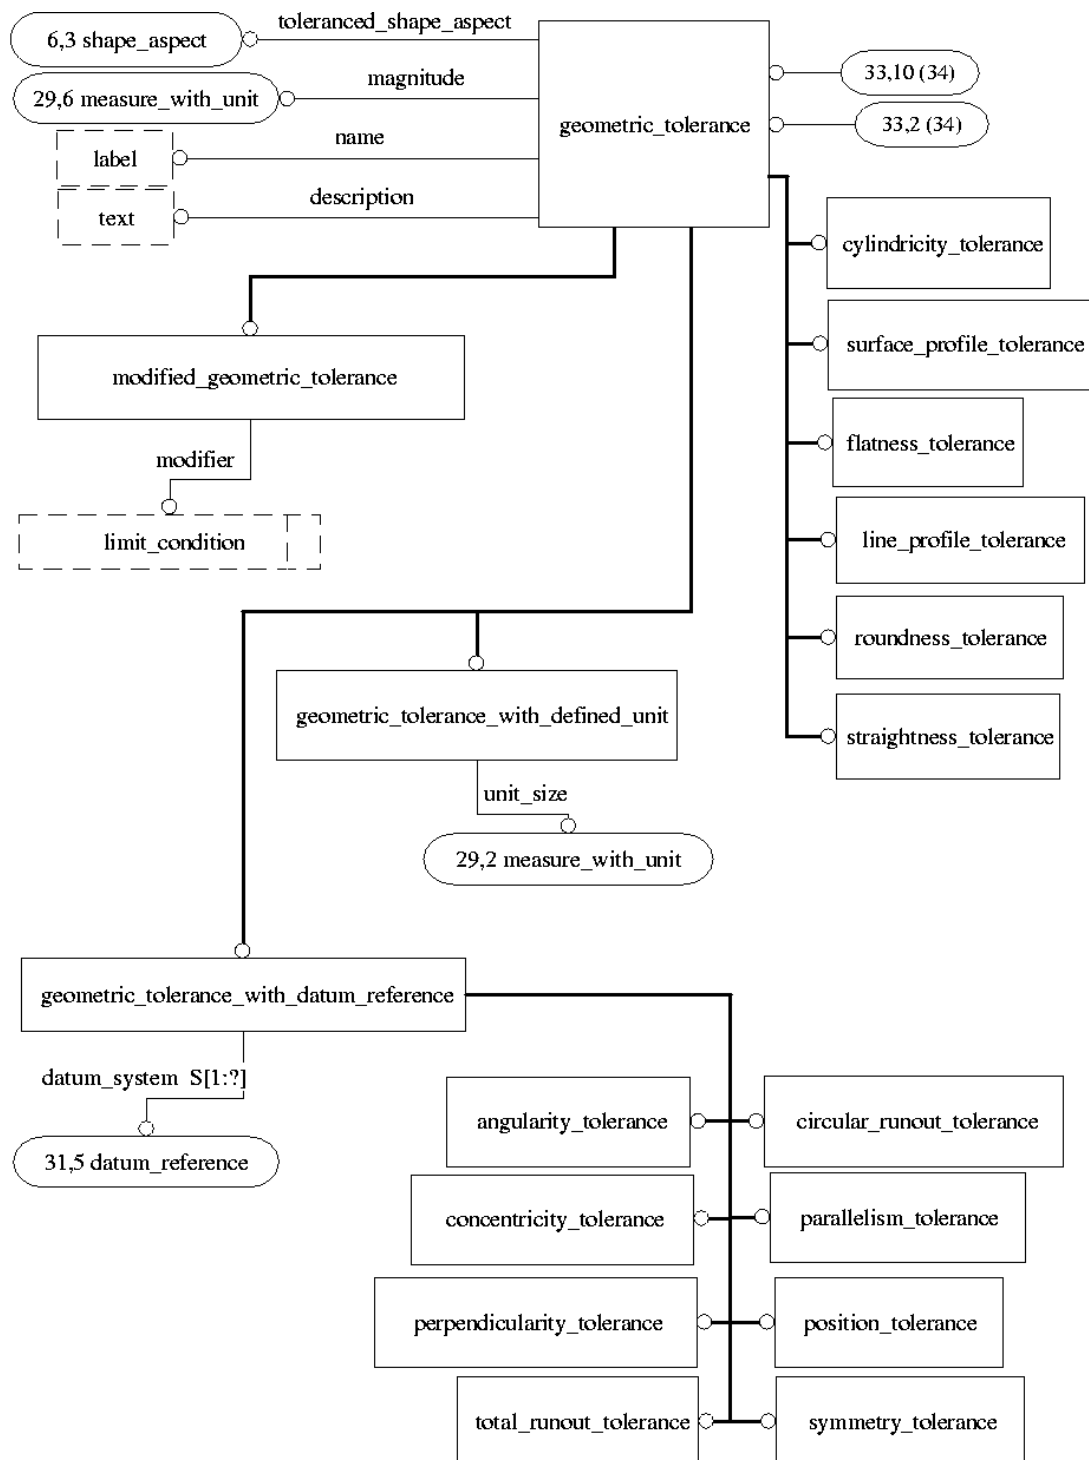 toleranced_shape_aspect
6,3 shape_aspect
magnitude
29,6 measure_with_unit
name
label
description
text
geometric_tolerance
33,10 (34)
33,2 (34)
cylindricity_tolerance
surface_profile_tolerance
flatness_tolerance
line_profile_tolerance
roundness_tolerance
straightness_tolerance
modified_geometric_tolerance
modifier
limit_condition
geometric_tolerance_with_defined_unit
unit_size
29,2 measure_with_unit
geometric_tolerance_with_datum_reference
datum_system S[1:?]
31,5 datum_reference
angularity_tolerance
circular_runout_tolerance
concentricity_tolerance
parallelism_tolerance
perpendicularity_tolerance
position_tolerance
total_runout_tolerance
symmetry_tolerance